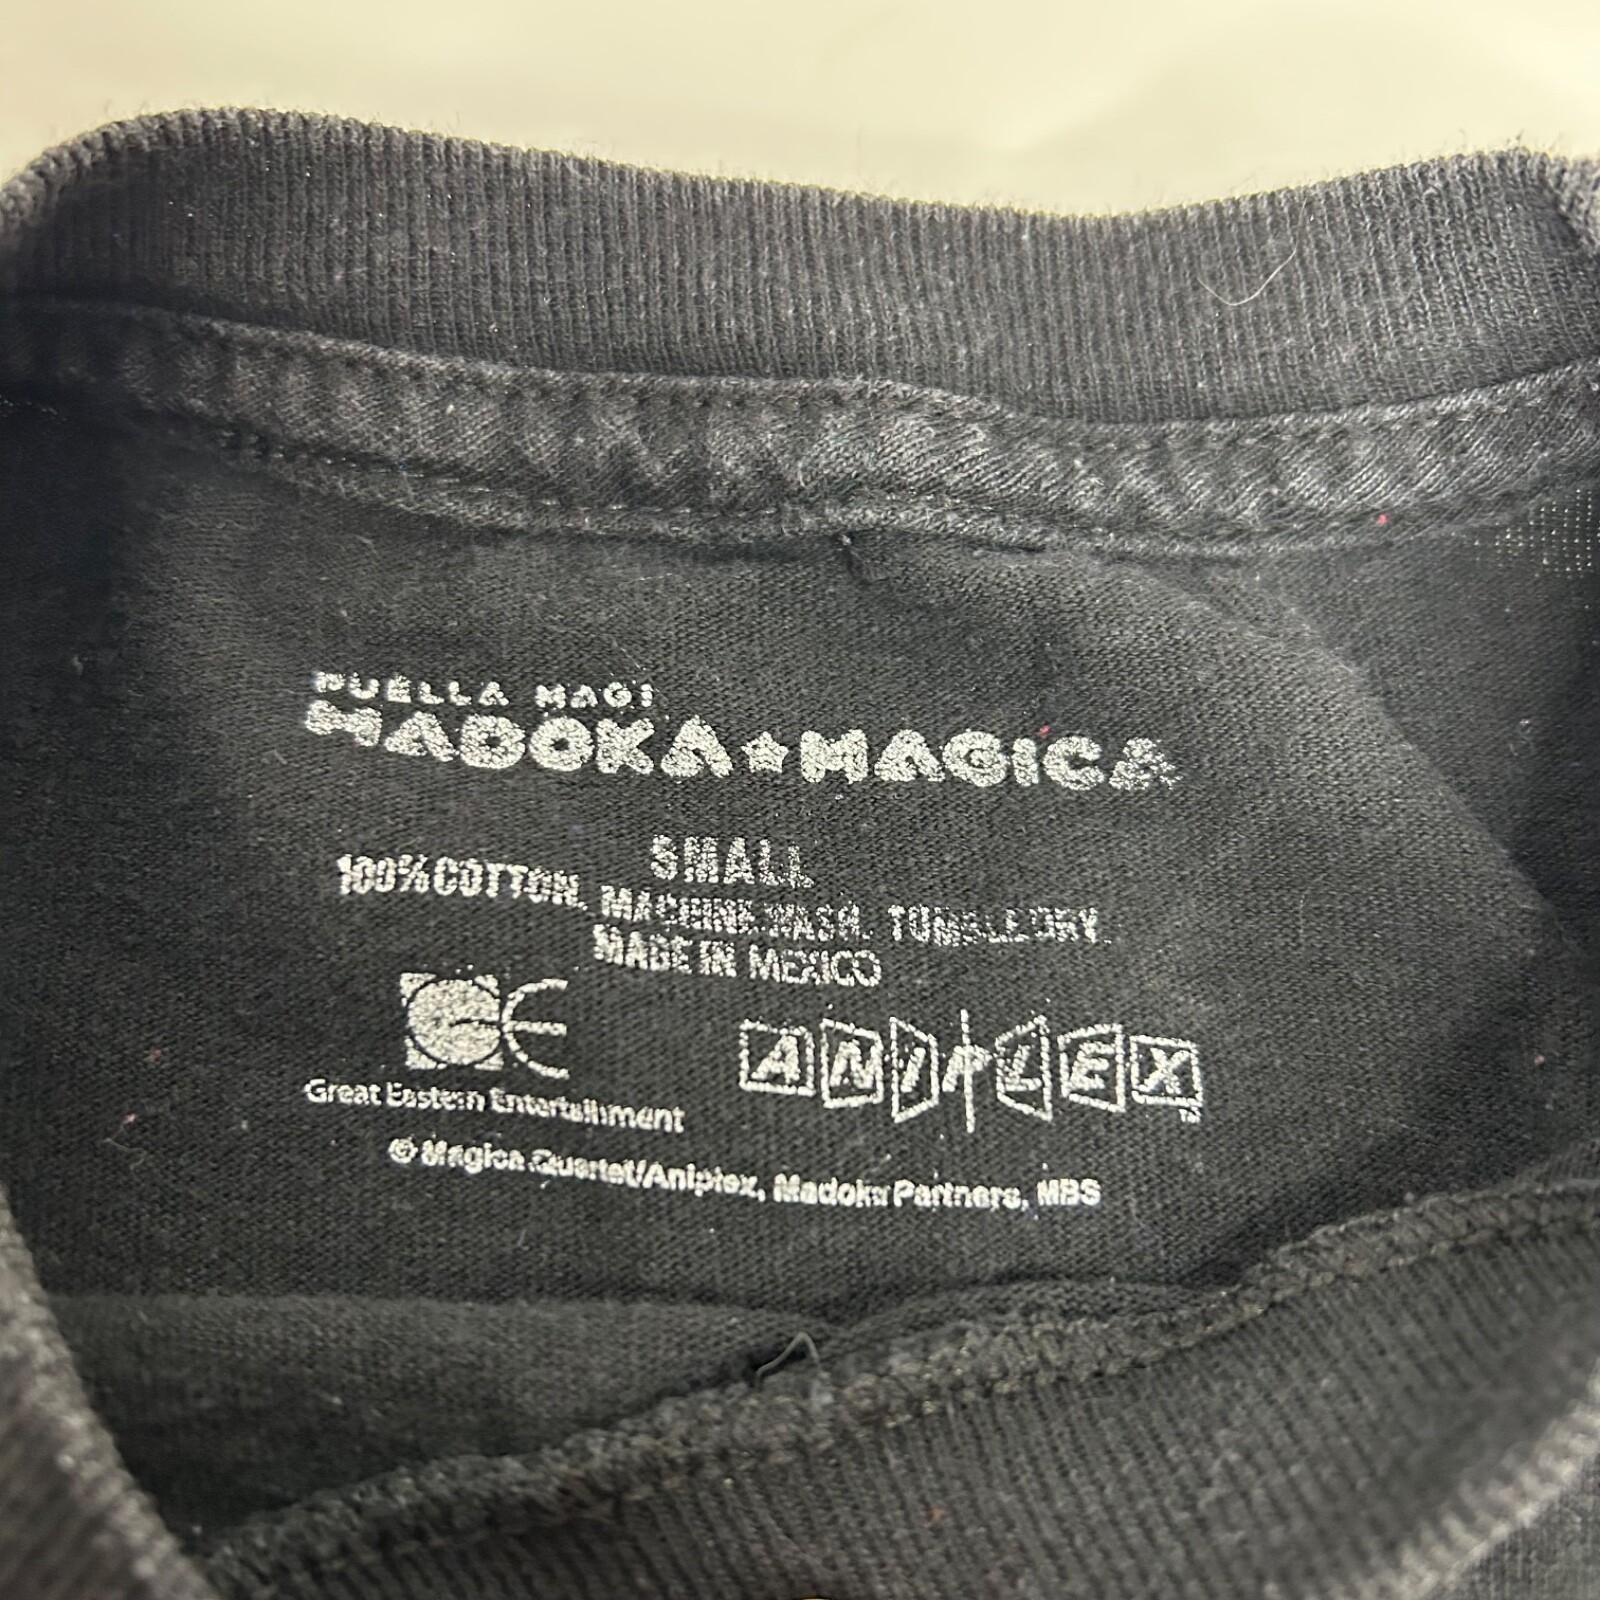 PUELLA MAGI
MADOKA★MAGICA
SMALL
100% COTTON. MACHINE WASH. TUMBLE DRY.
MADE IN MEXICO
GE
ANIPLEX™
Great Eastern Entertainment
© Magica Quartet/Aniplex, Madoka Partners, MBS